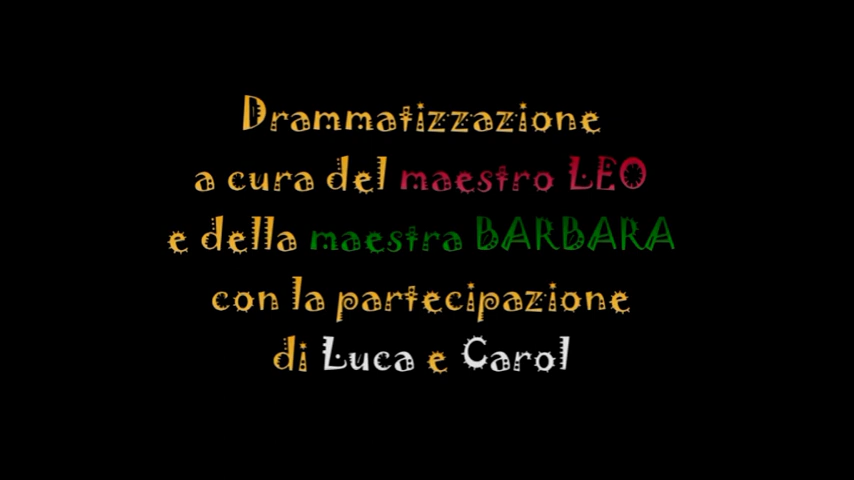 Drammatizzazione
a cura del maestro LEO
e della maestra BARBARA
con la partecipazione
di Luca e Carol